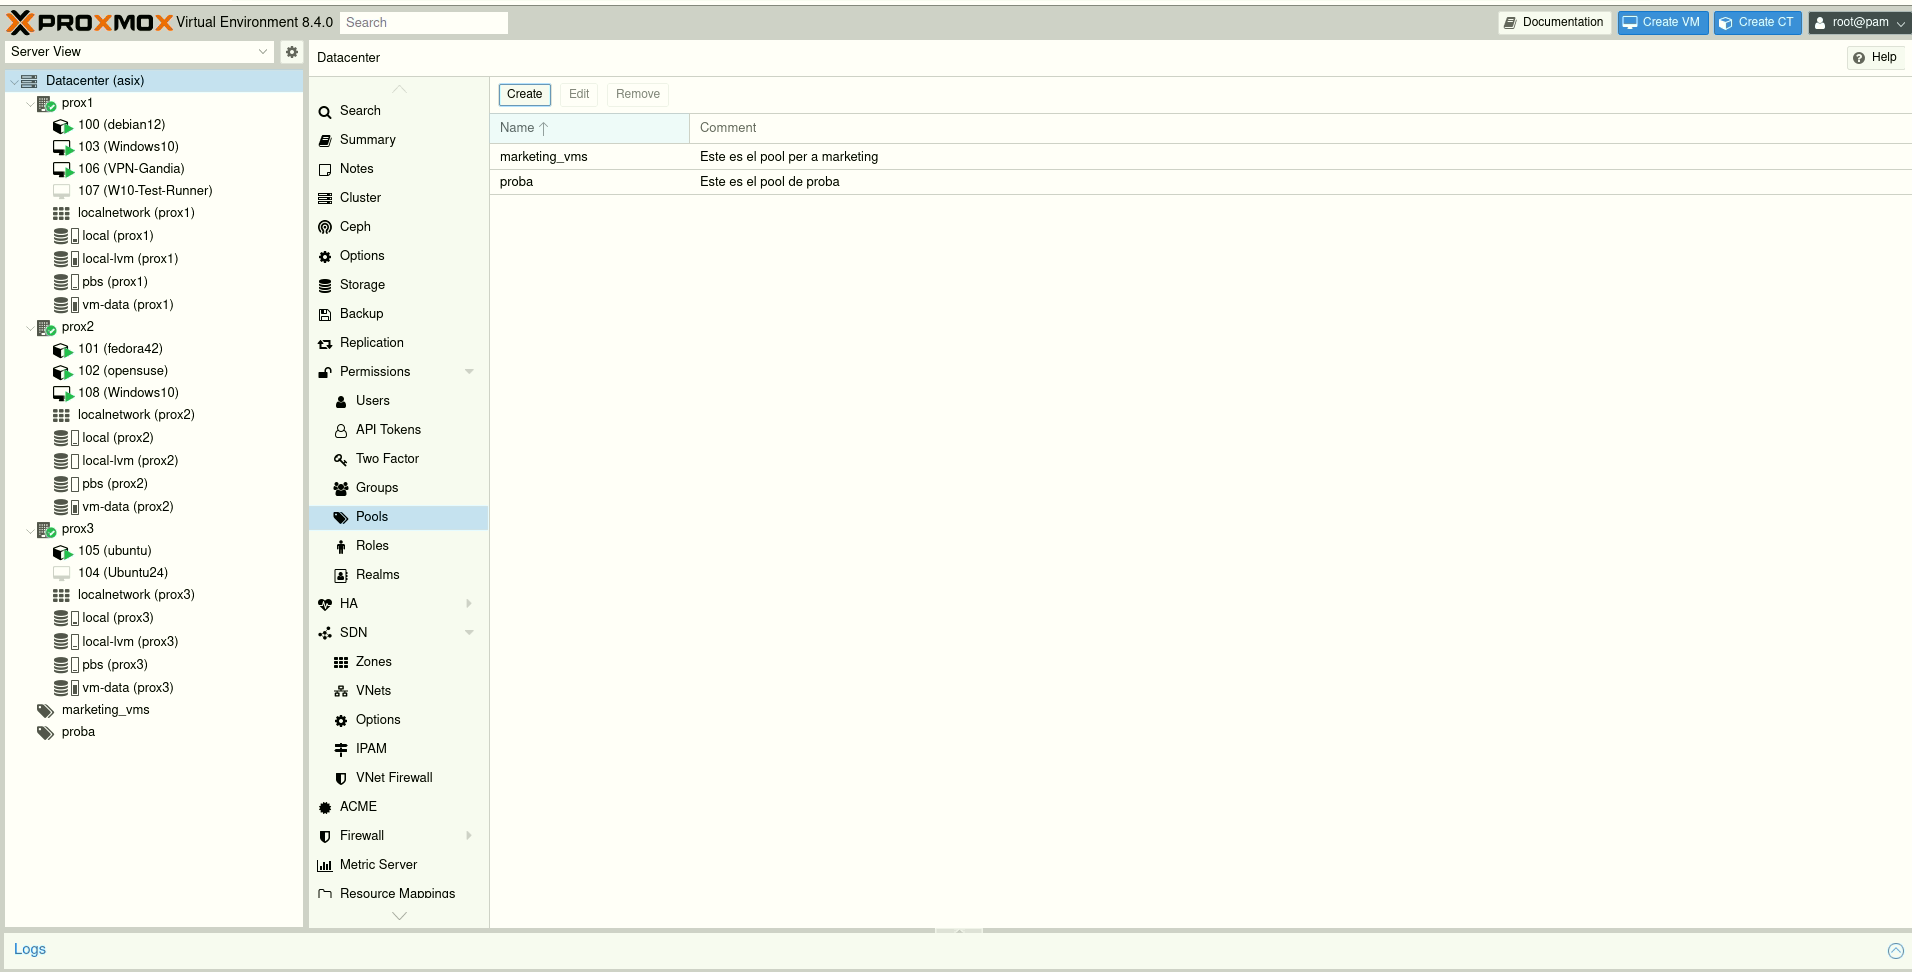 PROXMOX Virtual Environment 8.4.0 Search Documentation Create VM Create CT root@pam
Server View
Datacenter (asix)
prox1
100 (debian12)
103 (Windows10)
106 (VPN-Gandia)
107 (W10-Test-Runner)
localnetwork (prox1)
local (prox1)
local-lvm (prox1)
pbs (prox1)
vm-data (prox1)
prox2
101 (fedora42)
102 (opensuse)
108 (Windows10)
localnetwork (prox2)
local (prox2)
local-lvm (prox2)
pbs (prox2)
vm-data (prox2)
prox3
105 (ubuntu)
104 (Ubuntu24)
localnetwork (prox3)
local (prox3)
local-lvm (prox3)
pbs (prox3)
vm-data (prox3)
marketing_vms
proba
Datacenter Help
Search
Summary
Notes
Cluster
Ceph
Options
Storage
Backup
Replication
Permissions
Users
API Tokens
Two Factor
Groups
Pools
Roles
Realms
HA
SDN
Zones
VNets
Options
IPAM
VNet Firewall
ACME
Firewall
Metric Server
Resource Mappings
Create Edit Remove
Name Comment
marketing_vms Este es el pool per a marketing
proba Este es el pool de proba
Logs